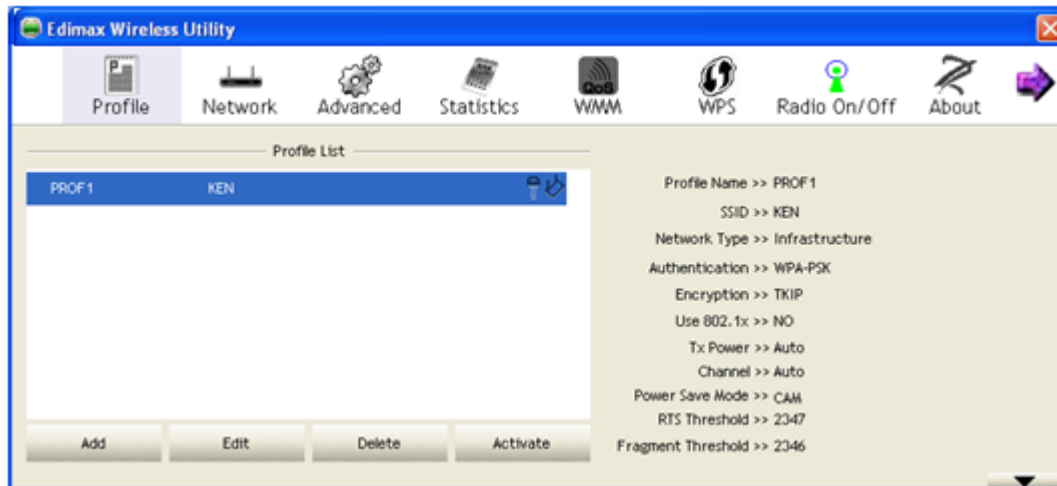 Edimax Wireless Utility
P
QoS
Profile Network Advanced Statistics WMM WPS Radio On/Off About
Profile List
PROF1 KEN
Profile Name >> PROF1
SSID >> KEN
Network Type >> Infrastructure
Authentication >> WPA-PSK
Encryption >> TKIP
Use 802.1x >> NO
Tx Power >> Auto
Channel >> Auto
Power Save Mode >> CAM
RTS Threshold >> 2347
Fragment Threshold >> 2346
Add Edit Delete Activate